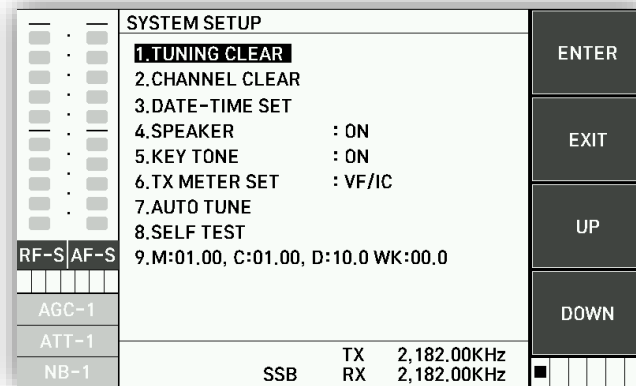 SYSTEM SETUP
1.TUNING CLEAR
2.CHANNEL CLEAR
3.DATE-TIME SET
4.SPEAKER : ON
5.KEY TONE : ON
6.TX METER SET : VF/IC
7.AUTO TUNE
8.SELF TEST
9.M:01.00, C:01.00, D:10.0 WK:00.0
RF-S AF-S
AGC-1
ATT-1
NB-1
TX 2,182.00KHz
SSB RX 2,182.00KHz
ENTER
EXIT
UP
DOWN